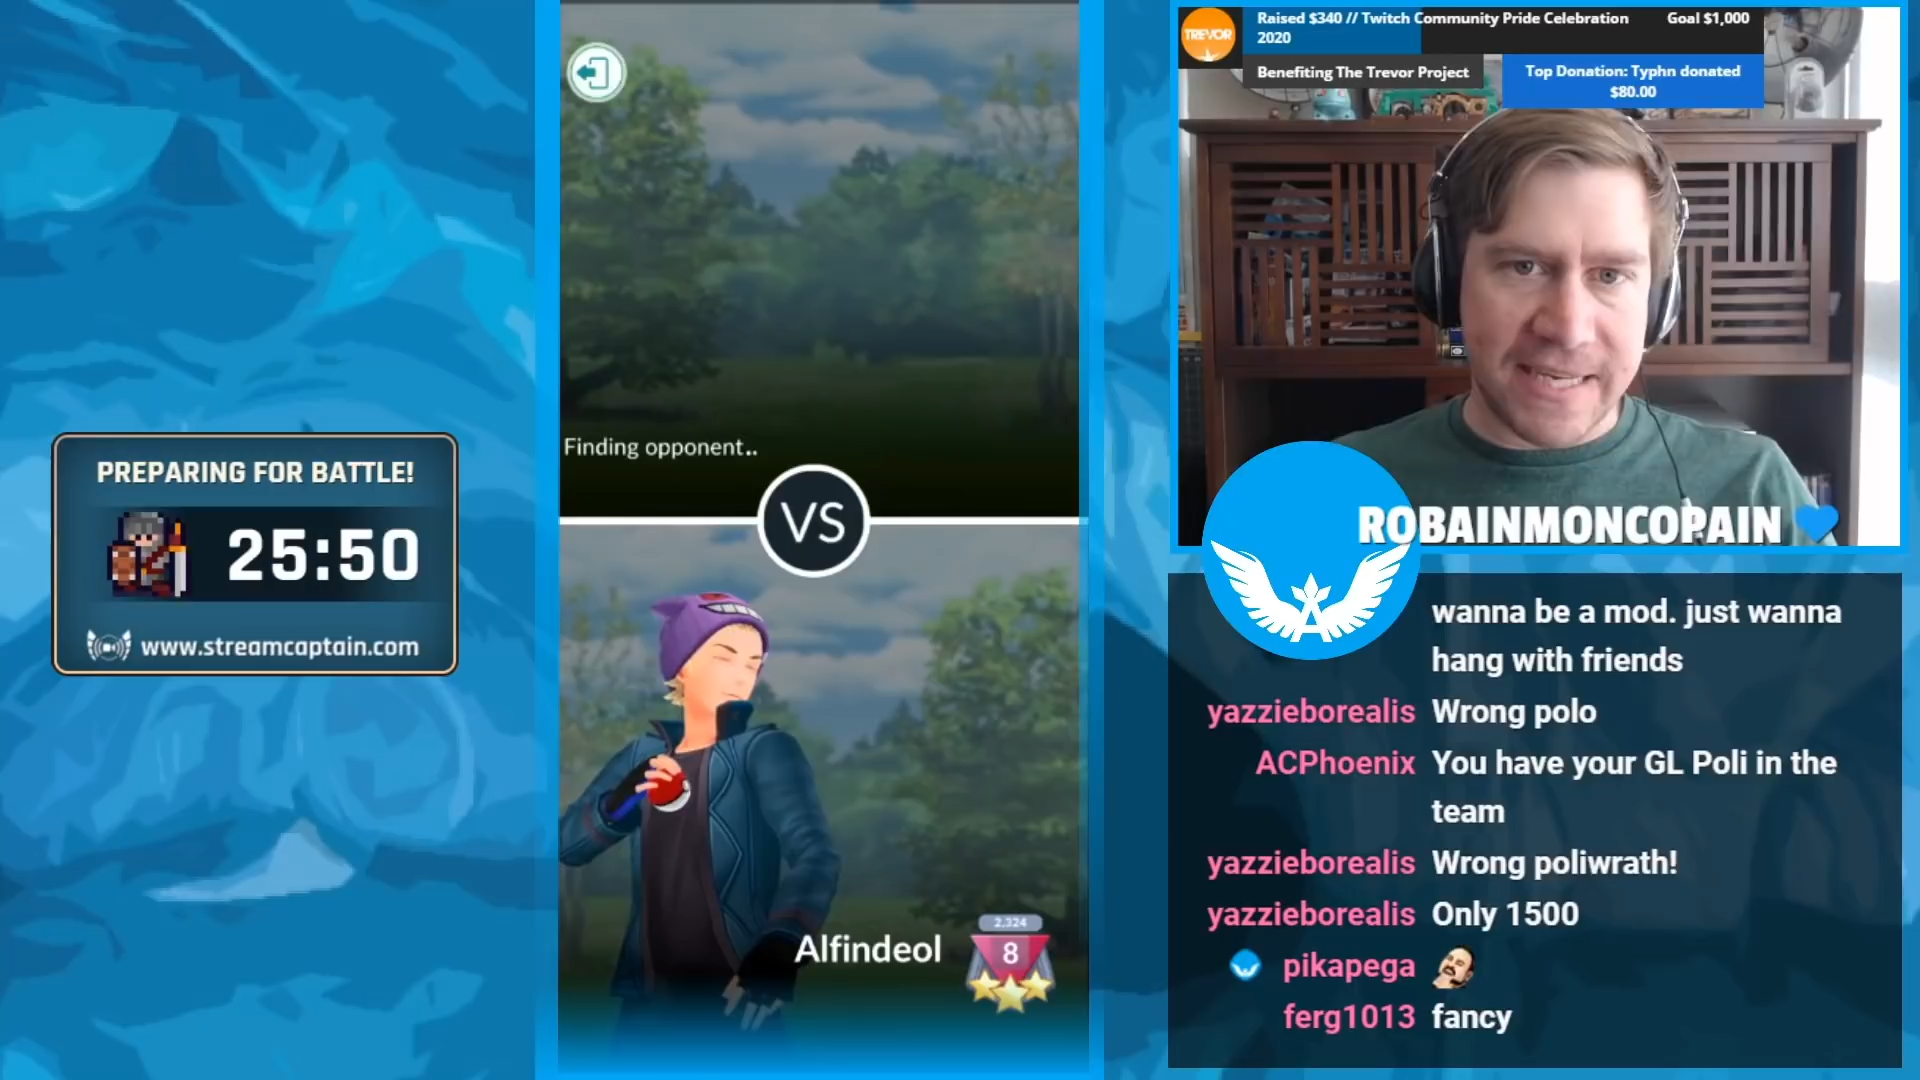 PREPARING FOR BATTLE!
25:50
www.streamcaptain.com
Finding opponent..
VS
2,324
8
Alfindeol
TREVOR
Raised $340 // Twitch Community Pride Celebration
2020
Goal $1,000
Benefiting The Trevor Project
Top Donation: Typhn donated
$80.00
ROBAINMONCOPAIN
wanna be a mod. just wanna
hang with friends
yazzieborealis Wrong polo
ACPhoenix You have your GL Poli in the
team
yazzieborealis Wrong poliwrath!
yazzieborealis Only 1500
pikapega
ferg1013 fancy